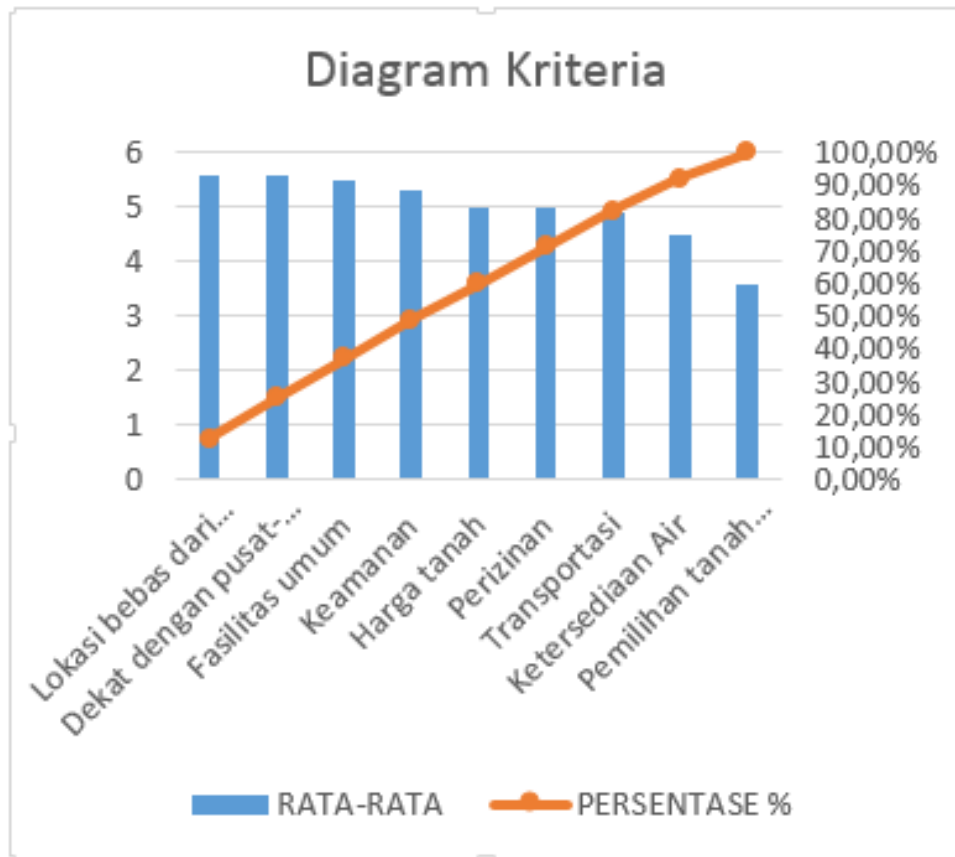 Diagram Kriteria
6
5
4
3
2
1
0
100,00%
90,00%
80,00%
70,00%
60,00%
50,00%
40,00%
30,00%
20,00%
10,00%
0,00%
Lokasi bebas dari...
Dekat dengan pusat-...
Fasilitas umum
Keamanan
Harga tanah
Perizinan
Transportasi
Ketersediaan Air
Pemilihan tanah...
RATA-RATA
PERSENTASE %